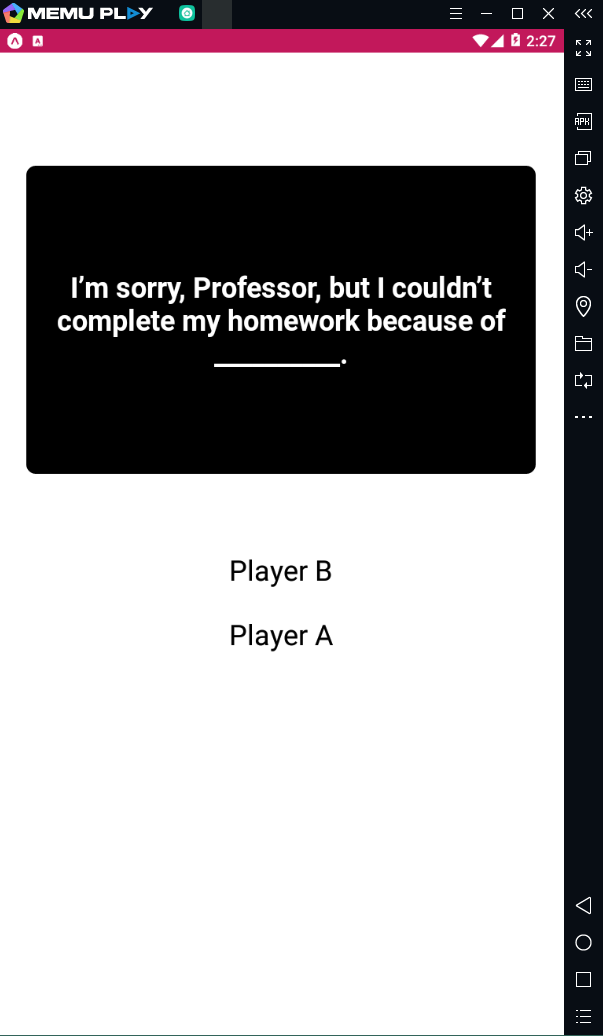 MEMU PLAY
2:27
APK
I’m sorry, Professor, but I couldn’t
complete my homework because of
__________.
Player B
Player A